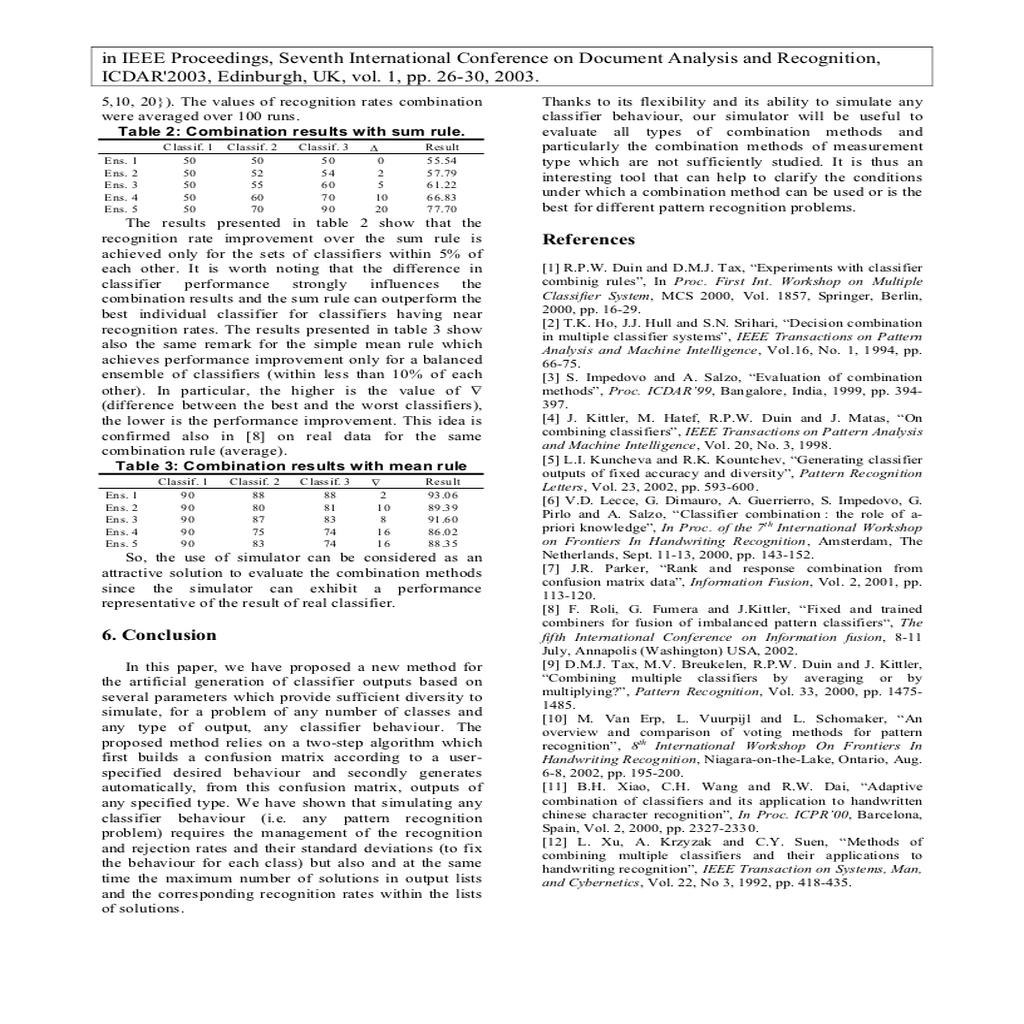 in IEEE Proceedings, Seventh International Conference on Document Analysis and Recognition,
ICDAR'2003, Edinburgh, UK, vol. 1, pp. 26-30, 2003.
5,10, 20}). The values of recognition rates combination
were averaged over 100 runs.
Table 2: Combination results with sum rule.
Classif. 1 Classif. 2 Classif. 3 Δ Result
Ens. 1 50 50 50 0 55.54
Ens. 2 50 52 54 2 57.79
Ens. 3 50 55 60 5 61.22
Ens. 4 50 60 70 10 66.83
Ens. 5 50 70 90 20 77.70
The results presented in table 2 show that the
recognition rate improvement over the sum rule is
achieved only for the sets of classifiers within 5% of
each other. It is worth noting that the difference in
classifier performance strongly influences the
combination results and the sum rule can outperform the
best individual classifier for classifiers having near
recognition rates. The results presented in table 3 show
also the same remark for the simple mean rule which
achieves performance improvement only for a balanced
ensemble of classifiers (within less than 10% of each
other). In particular, the higher is the value of ∇
(difference between the best and the worst classifiers),
the lower is the performance improvement. This idea is
confirmed also in [8] on real data for the same
combination rule (average).
Table 3: Combination results with mean rule
Classif. 1 Classif. 2 Classif. 3 ∇ Result
Ens. 1 90 88 88 2 93.06
Ens. 2 90 80 81 10 89.39
Ens. 3 90 87 83 8 91.60
Ens. 4 90 75 74 16 86.02
Ens. 5 90 83 74 16 88.35
So, the use of simulator can be considered as an
attractive solution to evaluate the combination methods
since the simulator can exhibit a performance
representative of the result of real classifier.
6. Conclusion
In this paper, we have proposed a new method for
the artificial generation of classifier outputs based on
several parameters which provide sufficient diversity to
simulate, for a problem of any number of classes and
any type of output, any classifier behaviour. The
proposed method relies on a two-step algorithm which
first builds a confusion matrix according to a user-
specified desired behaviour and secondly generates
automatically, from this confusion matrix, outputs of
any specified type. We have shown that simulating any
classifier behaviour (i.e. any pattern recognition
problem) requires the management of the recognition
and rejection rates and their standard deviations (to fix
the behaviour for each class) but also and at the same
time the maximum number of solutions in output lists
and the corresponding recognition rates within the lists
of solutions.
Thanks to its flexibility and its ability to simulate any
classifier behaviour, our simulator will be useful to
evaluate all types of combination methods and
particularly the combination methods of measurement
type which are not sufficiently studied. It is thus an
interesting tool that can help to clarify the conditions
under which a combination method can be used or is the
best for different pattern recognition problems.
References
[1] R.P.W. Duin and D.M.J. Tax, “Experiments with classifier
combinig rules”, In Proc. First Int. Workshop on Multiple
Classifier System, MCS 2000, Vol. 1857, Springer, Berlin,
2000, pp. 16-29.
[2] T.K. Ho, J.J. Hull and S.N. Srihari, “Decision combination
in multiple classifier systems”, IEEE Transactions on Pattern
Analysis and Machine Intelligence, Vol.16, No. 1, 1994, pp.
66-75.
[3] S. Impedovo and A. Salzo, “Evaluation of combination
methods”, Proc. ICDAR’99, Bangalore, India, 1999, pp. 394-
397.
[4] J. Kittler, M. Hatef, R.P.W. Duin and J. Matas, “On
combining classifiers”, IEEE Transactions on Pattern Analysis
and Machine Intelligence, Vol. 20, No. 3, 1998.
[5] L.I. Kuncheva and R.K. Kountchev, “Generating classifier
outputs of fixed accuracy and diversity”, Pattern Recognition
Letters, Vol. 23, 2002, pp. 593-600.
[6] V.D. Lecce, G. Dimauro, A. Guerrierro, S. Impedovo, G.
Pirlo and A. Salzo, “Classifier combination : the role of a-
priori knowledge”, In Proc. of the 7th International Workshop
on Frontiers In Handwriting Recognition, Amsterdam, The
Netherlands, Sept. 11-13, 2000, pp. 143-152.
[7] J.R. Parker, “Rank and response combination from
confusion matrix data”, Information Fusion, Vol. 2, 2001, pp.
113-120.
[8] F. Roli, G. Fumera and J.Kittler, “Fixed and trained
combiners for fusion of imbalanced pattern classifiers“, The
fifth International Conference on Information fusion, 8-11
July, Annapolis (Washington) USA, 2002.
[9] D.M.J. Tax, M.V. Breukelen, R.P.W. Duin and J. Kittler,
“Combining multiple classifiers by averaging or by
multiplying?”, Pattern Recognition, Vol. 33, 2000, pp. 1475-
1485.
[10] M. Van Erp, L. Vuurpijl and L. Schomaker, “An
overview and comparison of voting methods for pattern
recognition”, 8th International Workshop On Frontiers In
Handwriting Recognition, Niagara-on-the-Lake, Ontario, Aug.
6-8, 2002, pp. 195-200.
[11] B.H. Xiao, C.H. Wang and R.W. Dai, “Adaptive
combination of classifiers and its application to handwritten
chinese character recognition”, In Proc. ICPR’00, Barcelona,
Spain, Vol. 2, 2000, pp. 2327-2330.
[12] L. Xu, A. Krzyzak and C.Y. Suen, “Methods of
combining multiple classifiers and their applications to
handwriting recognition”, IEEE Transaction on Systems, Man,
and Cybernetics, Vol. 22, No 3, 1992, pp. 418-435.